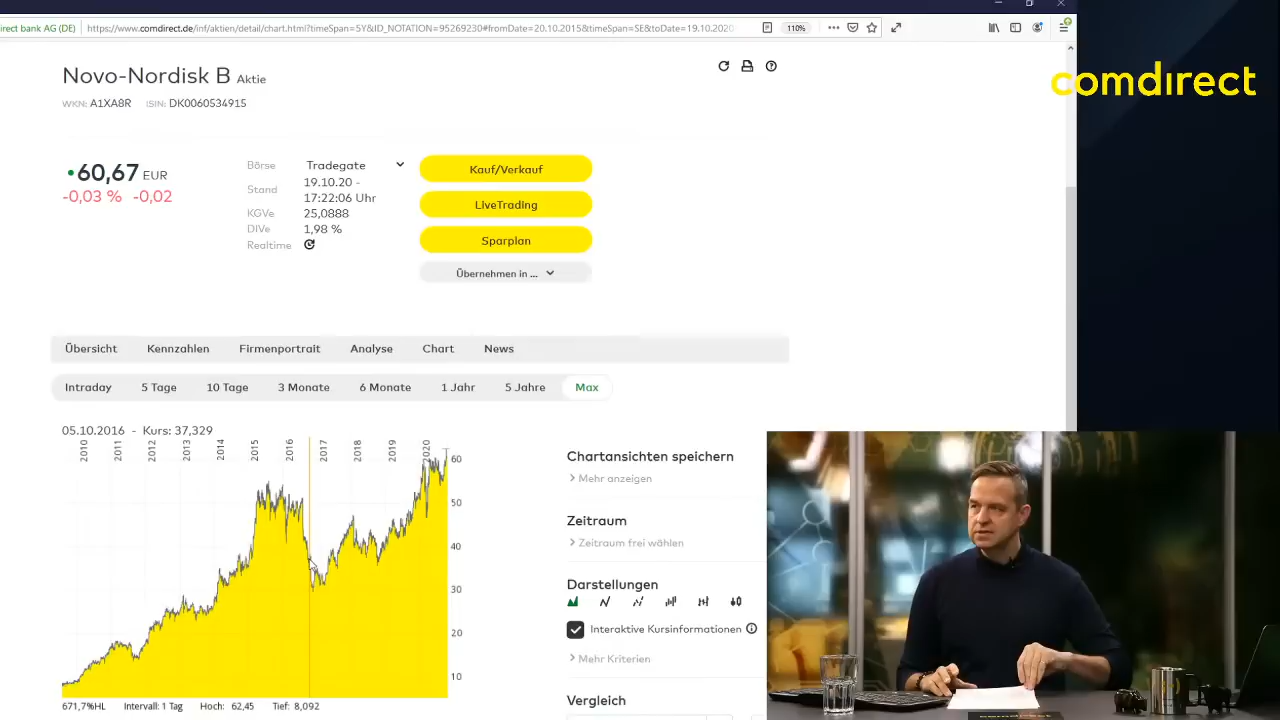 irect bank AG (DE) https://www.comdirect.de/inf/aktien/detail/chart.html?timeSpan=5Y&ID_NOTATION=95269230#fromDate=20.10.2015&timeSpan=SE&toDate=19.10.2020 110%
comdirect
Novo-Nordisk B Aktie
WKN: A1XA8R ISIN: DK0060534915
60,67 EUR
-0,03 % -0,02
Börse Tradegate
Stand 19.10.20 -
17:22:06 Uhr
KGVe 25,0888
DIVe 1,98 %
Realtime
Kauf/Verkauf
LiveTrading
Sparplan
Übernehmen in ...
Übersicht Kennzahlen Firmenportrait Analyse Chart News
Intraday 5 Tage 10 Tage 3 Monate 6 Monate 1 Jahr 5 Jahre Max
05.10.2016 - Kurs: 37,329
2010 2011 2012 2013 2014 2015 2016 2017 2018 2019 2020
60
50
40
30
20
10
671,7%HL Intervall: 1 Tag Hoch: 62,45 Tief: 8,092
Chartansichten speichern
Mehr anzeigen
Zeitraum
Zeitraum frei wählen
Darstellungen
Interaktive Kursinformationen
Mehr Kriterien
Vergleich